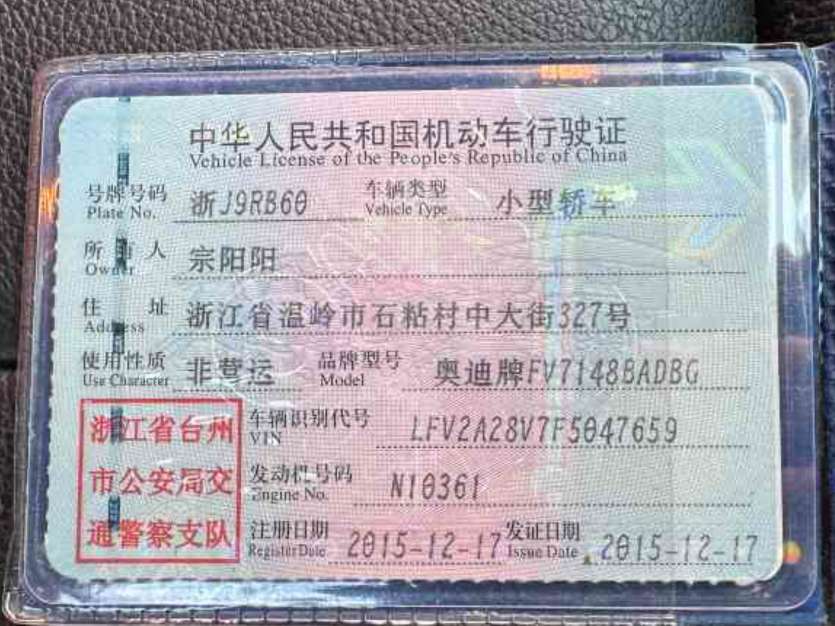 中华人民共和国机动车行驶证
Vehicle License of the People's Republic of China
号牌号码 浙J9RB60 车辆类型 小型轿车
Plate No. Vehicle Type
所有人 宗阳阳
Owner
住址 浙江省温岭市石粘村中大街327号
Address
使用性质 非营运 品牌型号 奥迪牌FV7148BADBG
Use Character Model
浙江省台州 车辆识别代号 LFV2A28V7F5047659
VIN
市公安局交 发动机号码 N10361
Engine No.
通警察支队 注册日期 2015-12-17 发证日期 2015-12-17
Register Date Issue Date